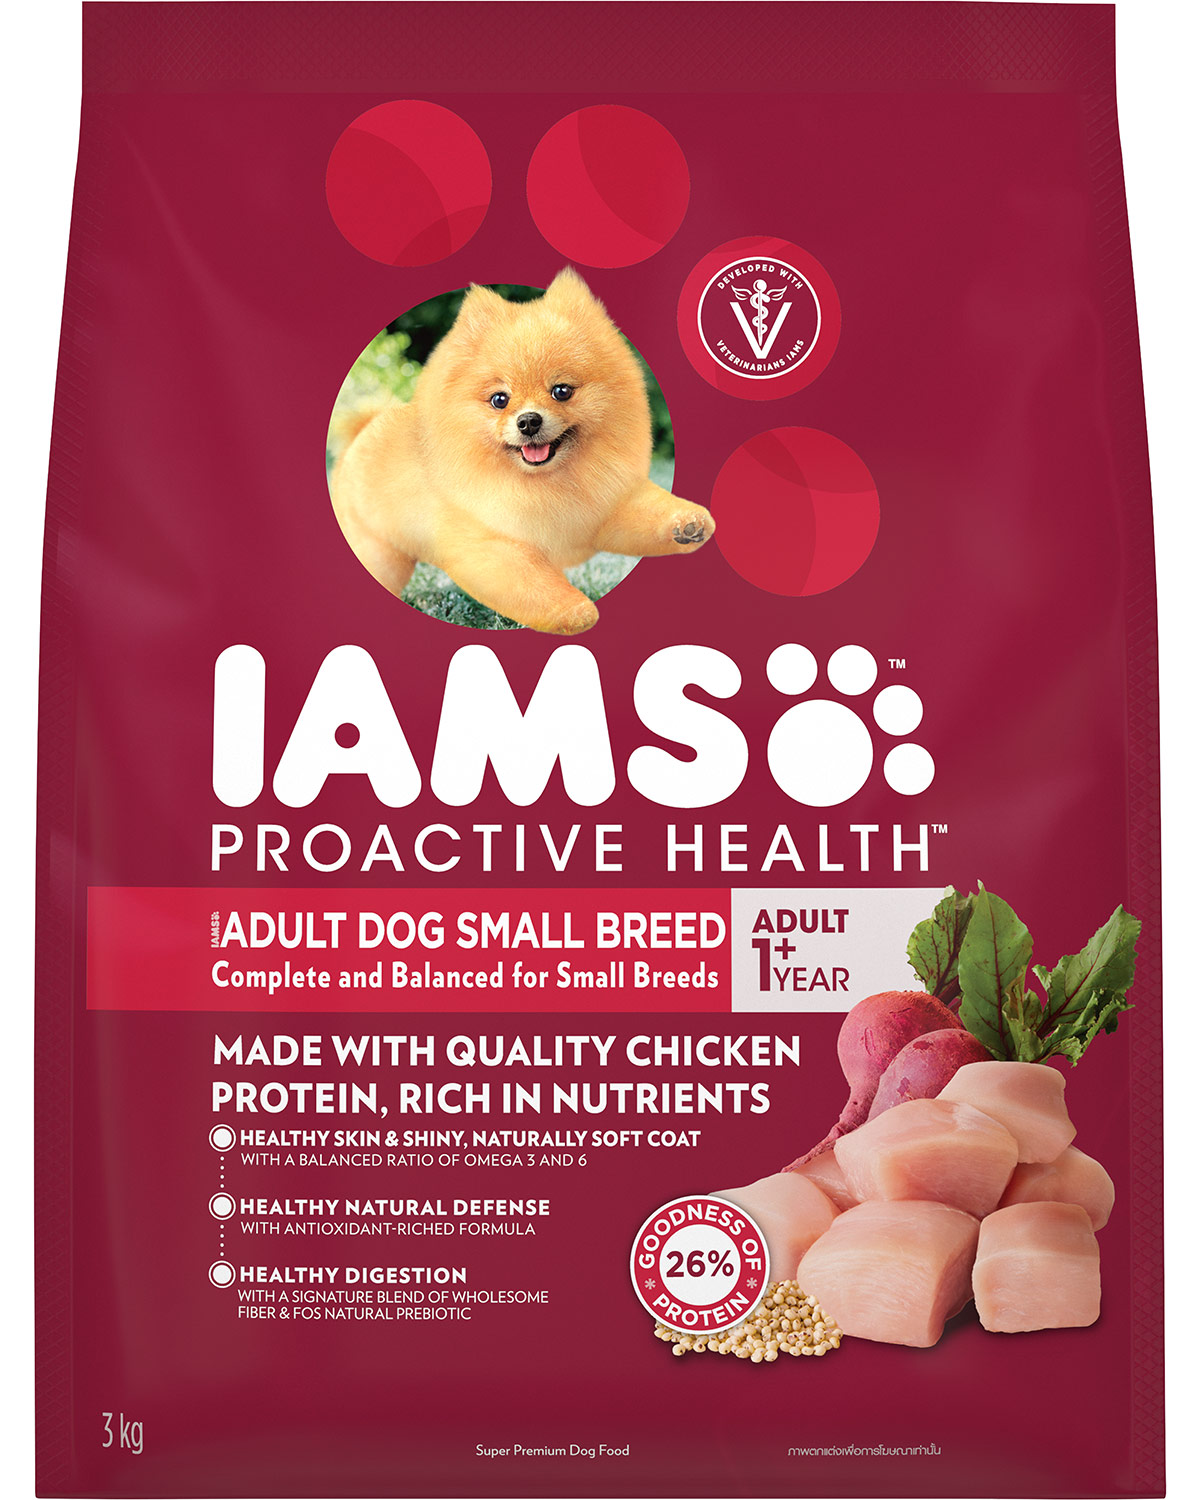 DEVELOPED WITH
V
VETERINARIANS IAMS
IAMS™
PROACTIVE HEALTH™
IAMS ADULT DOG SMALL BREED
Complete and Balanced for Small Breeds
ADULT
1+
YEAR
MADE WITH QUALITY CHICKEN
PROTEIN, RICH IN NUTRIENTS
HEALTHY SKIN & SHINY, NATURALLY SOFT COAT
WITH A BALANCED RATIO OF OMEGA 3 AND 6
HEALTHY NATURAL DEFENSE
WITH ANTIOXIDANT-RICHED FORMULA
HEALTHY DIGESTION
WITH A SIGNATURE BLEND OF WHOLESOME
FIBER & FOS NATURAL PREBIOTIC
GOODNESS OF
26%
* PROTEIN *
3 kg
Super Premium Dog Food
ภาพตกแต่งเพื่อการโฆษณาเท่านั้น